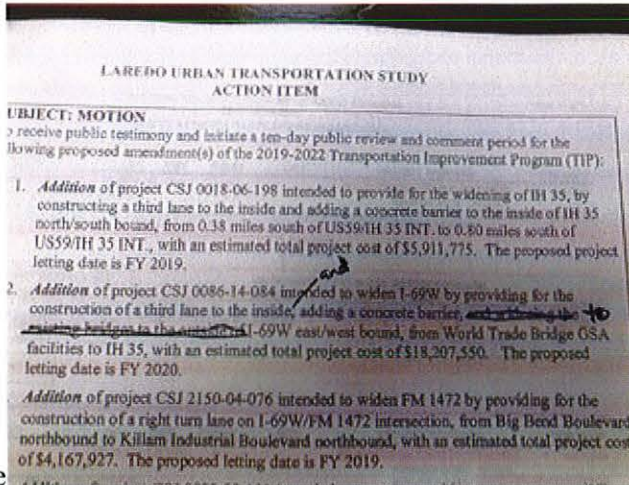 LAREDO URBAN TRANSPORTATION STUDY
ACTION ITEM
UBJECT: MOTION
o receive public testimony and initiate a ten-day public review and comment period for the
llowing proposed amendment(s) of the 2019-2022 Transportation Improvement Program (TIP):
1. Addition of project CSJ 0018-06-198 intended to provide for the widening of IH 35, by
constructing a third lane to the inside and adding a concrete barrier to the inside of IH 35
north/south bound, from 0.38 miles south of US59/IH 35 INT. to 0.80 miles south of
US59/IH 35 INT., with an estimated total project cost of $5,911,775. The proposed project
letting date is FY 2019.
and
2. Addition of project CSJ 0086-14-084 intended to widen I-69W by providing for the
construction of a third lane to the inside, adding a concrete barrier, and widening the to
existing bridges to the I-69W east/west bound, from World Trade Bridge GSA
facilities to IH 35, with an estimated total project cost of $18,207,550. The proposed
letting date is FY 2020.
Addition of project CSJ 2150-04-076 intended to widen FM 1472 by providing for the
construction of a right turn lane on I-69W/FM 1472 intersection, from Big Bend Boulevard
northbound to Killam Industrial Boulevard northbound, with an estimated total project cost
of $4,167,927. The proposed letting date is FY 2019.
e